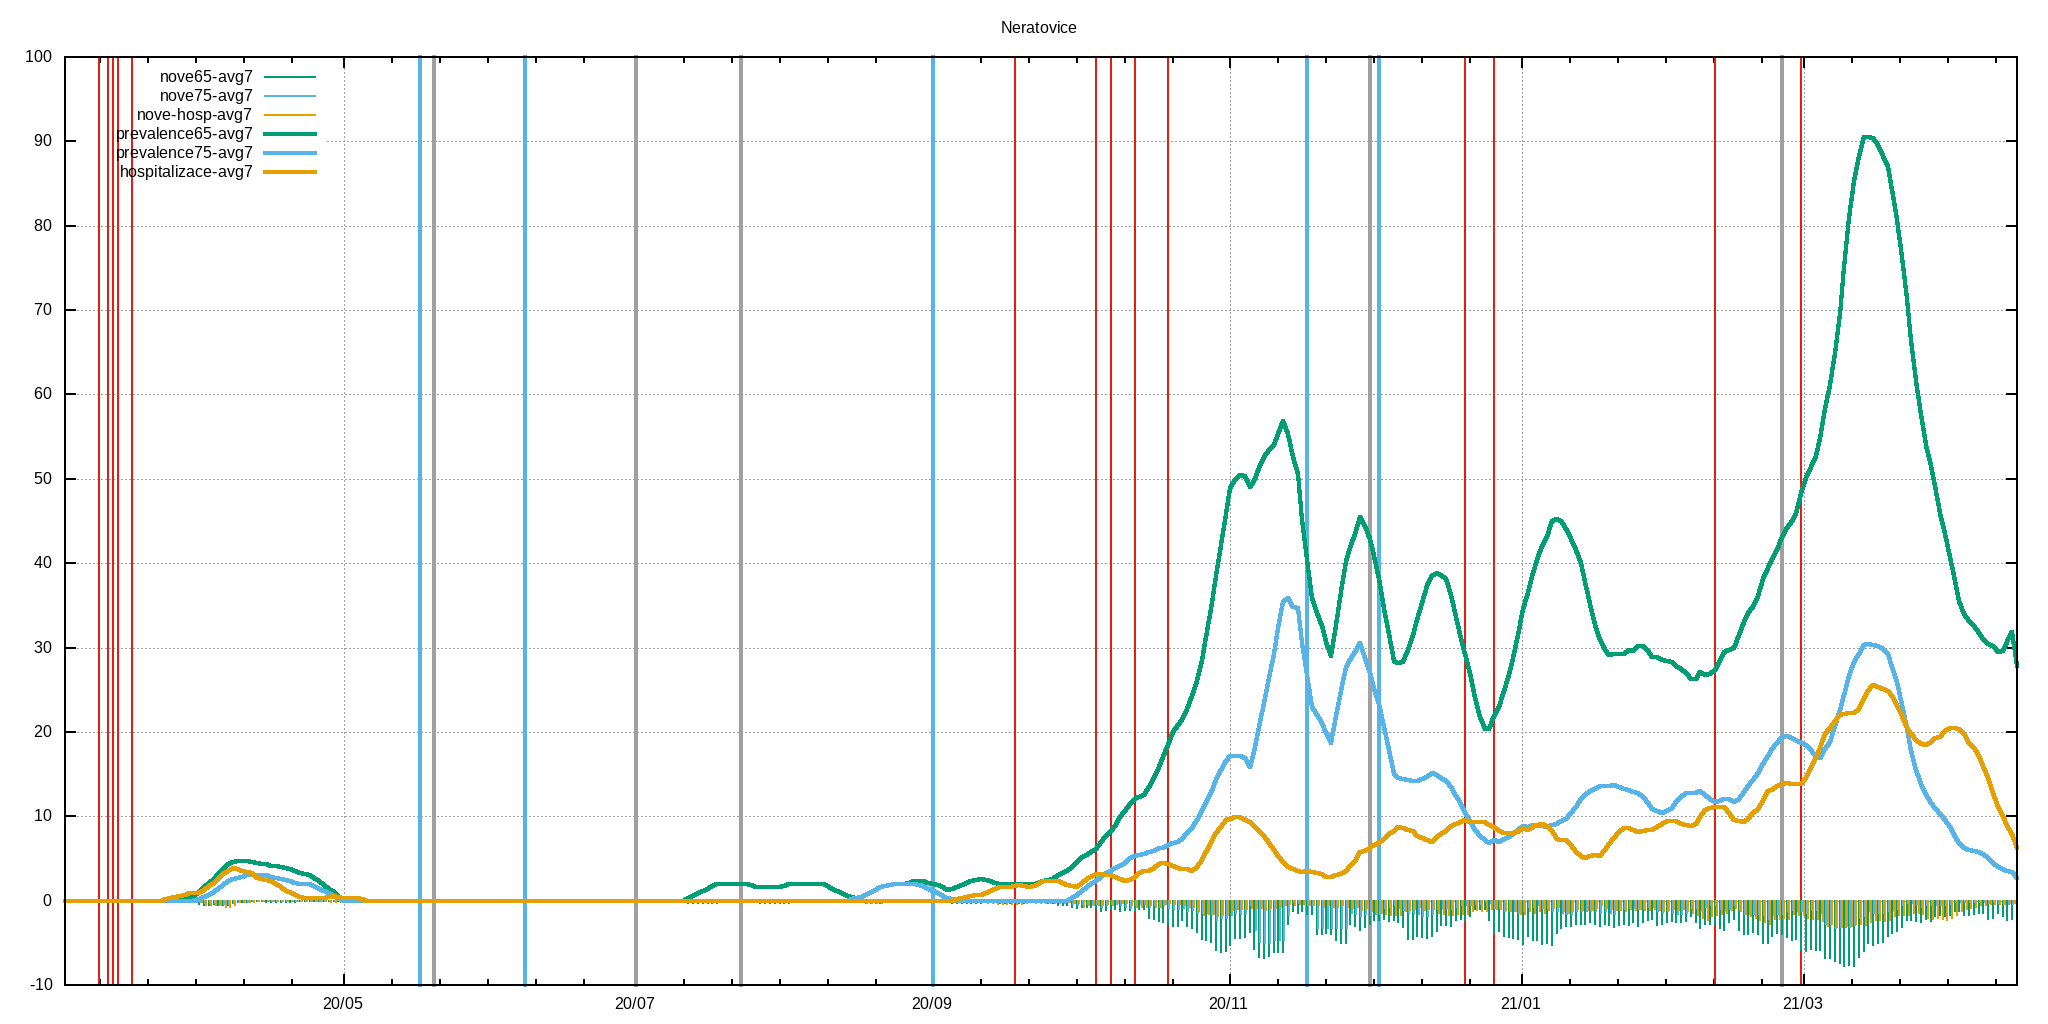 Neratovice
100
90
80
70
60
50
40
30
20
10
0
-10
nove65-avg7
nove75-avg7
nove-hosp-avg7
prevalence65-avg7
prevalence75-avg7
hospitalizace-avg7
20/05 20/07 20/09 20/11 21/01 21/03